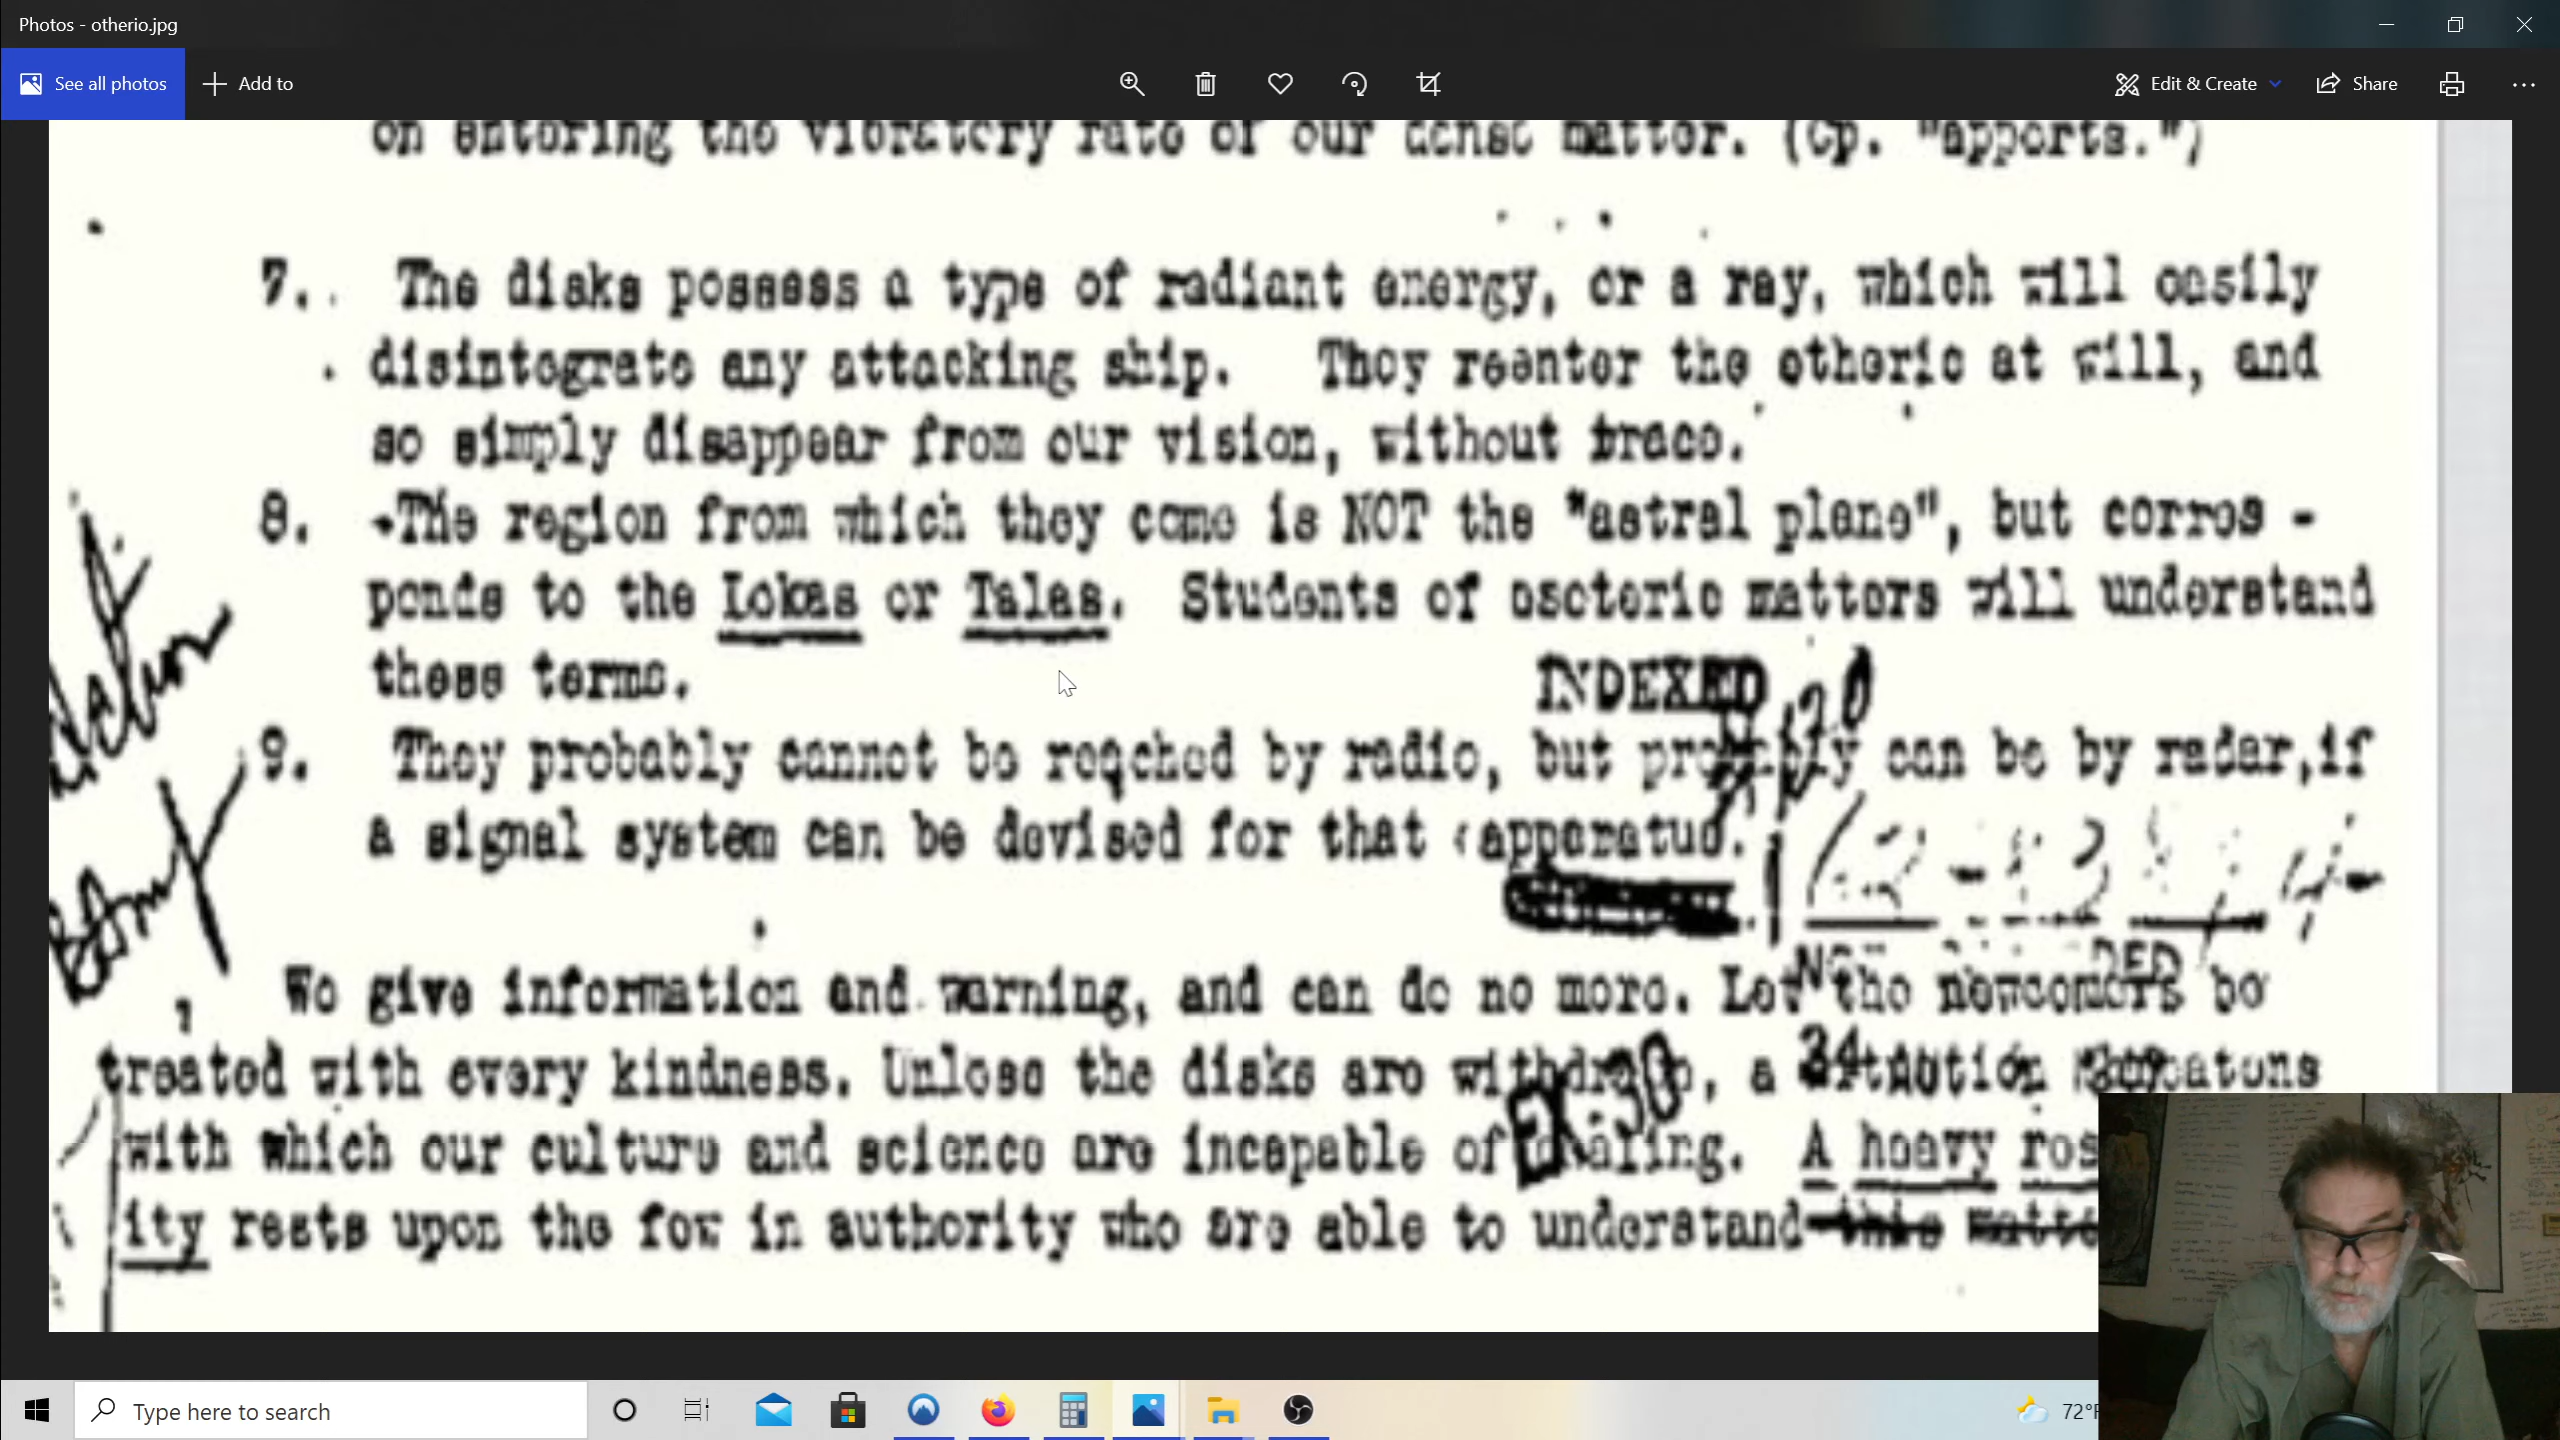 Photos - otherio.jpg
See all photos
Add to
Edit & Create
Share
on entering the vibratory rate of our dense matter. (Cp. "apports.")
7. The disks possess a type of radiant energy, or a ray, which will easily
disintegrate any attacking ship. They reenter the etheric at will, and
so simply disappear from our vision, without trace.
8. The region from which they come is NOT the "astral plane", but corres -
ponds to the Lokas or Talas. Students of esoteric matters will understand
these terms.
INDEXED
9. They probably cannot be reached by radio, but probably can be by radar,if
a signal system can be devised for that apparatus.
We give information and warning, and can do no more. Let the newcomers be
treated with every kindness. Unless the disks are withdrawn, a
with which our culture and science are incapable of dealing. A heavy
EX-30
ity rests upon the few in authority who are able to understand this
Type here to search
72°F